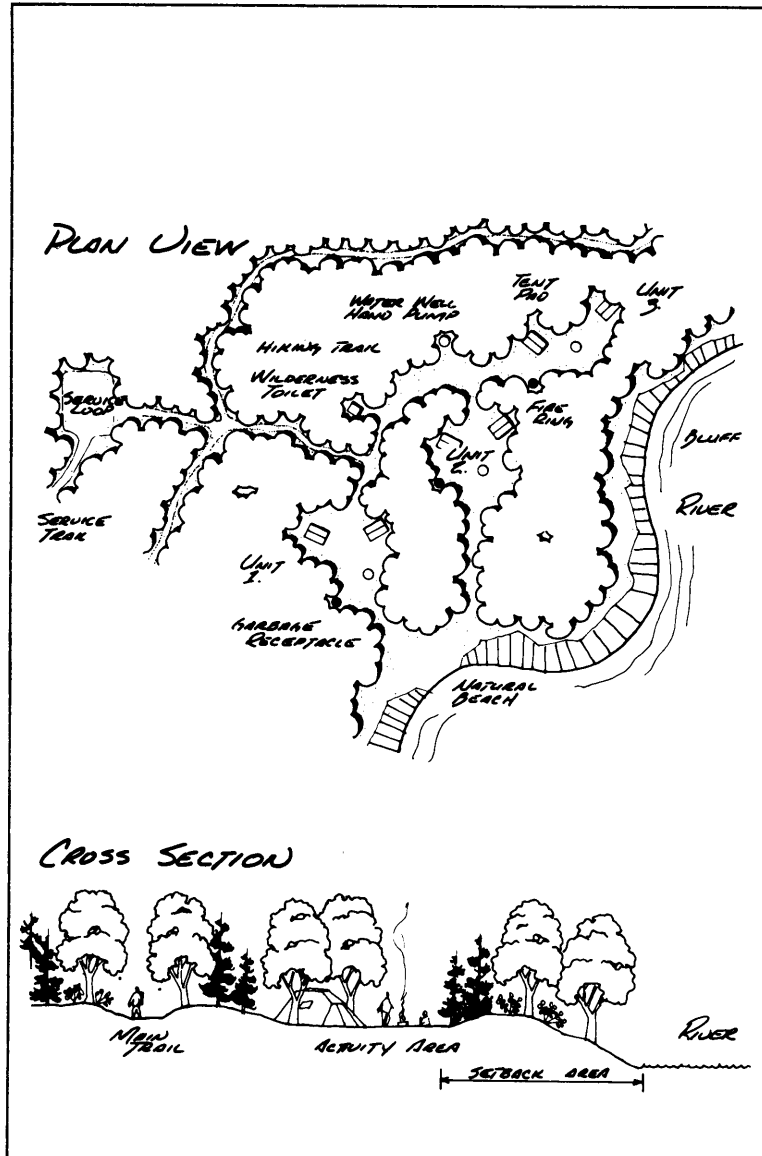 PLAN VIEW
WATER WELL
HAND PUMP
TENT
PAD
UNIT
3.
HIKING TRAIL
WILDERNESS
TOILET
SERVICE
LOOP
FIRE
RING
BLUFF
UNIT
2.
RIVER
SERVICE
TRAIL
UNIT
1.
GARBAGE
RECEPTACLE
NATURAL
BEACH
CROSS SECTION
MAIN
TRAIL
ACTIVITY AREA
RIVER
SETBACK AREA